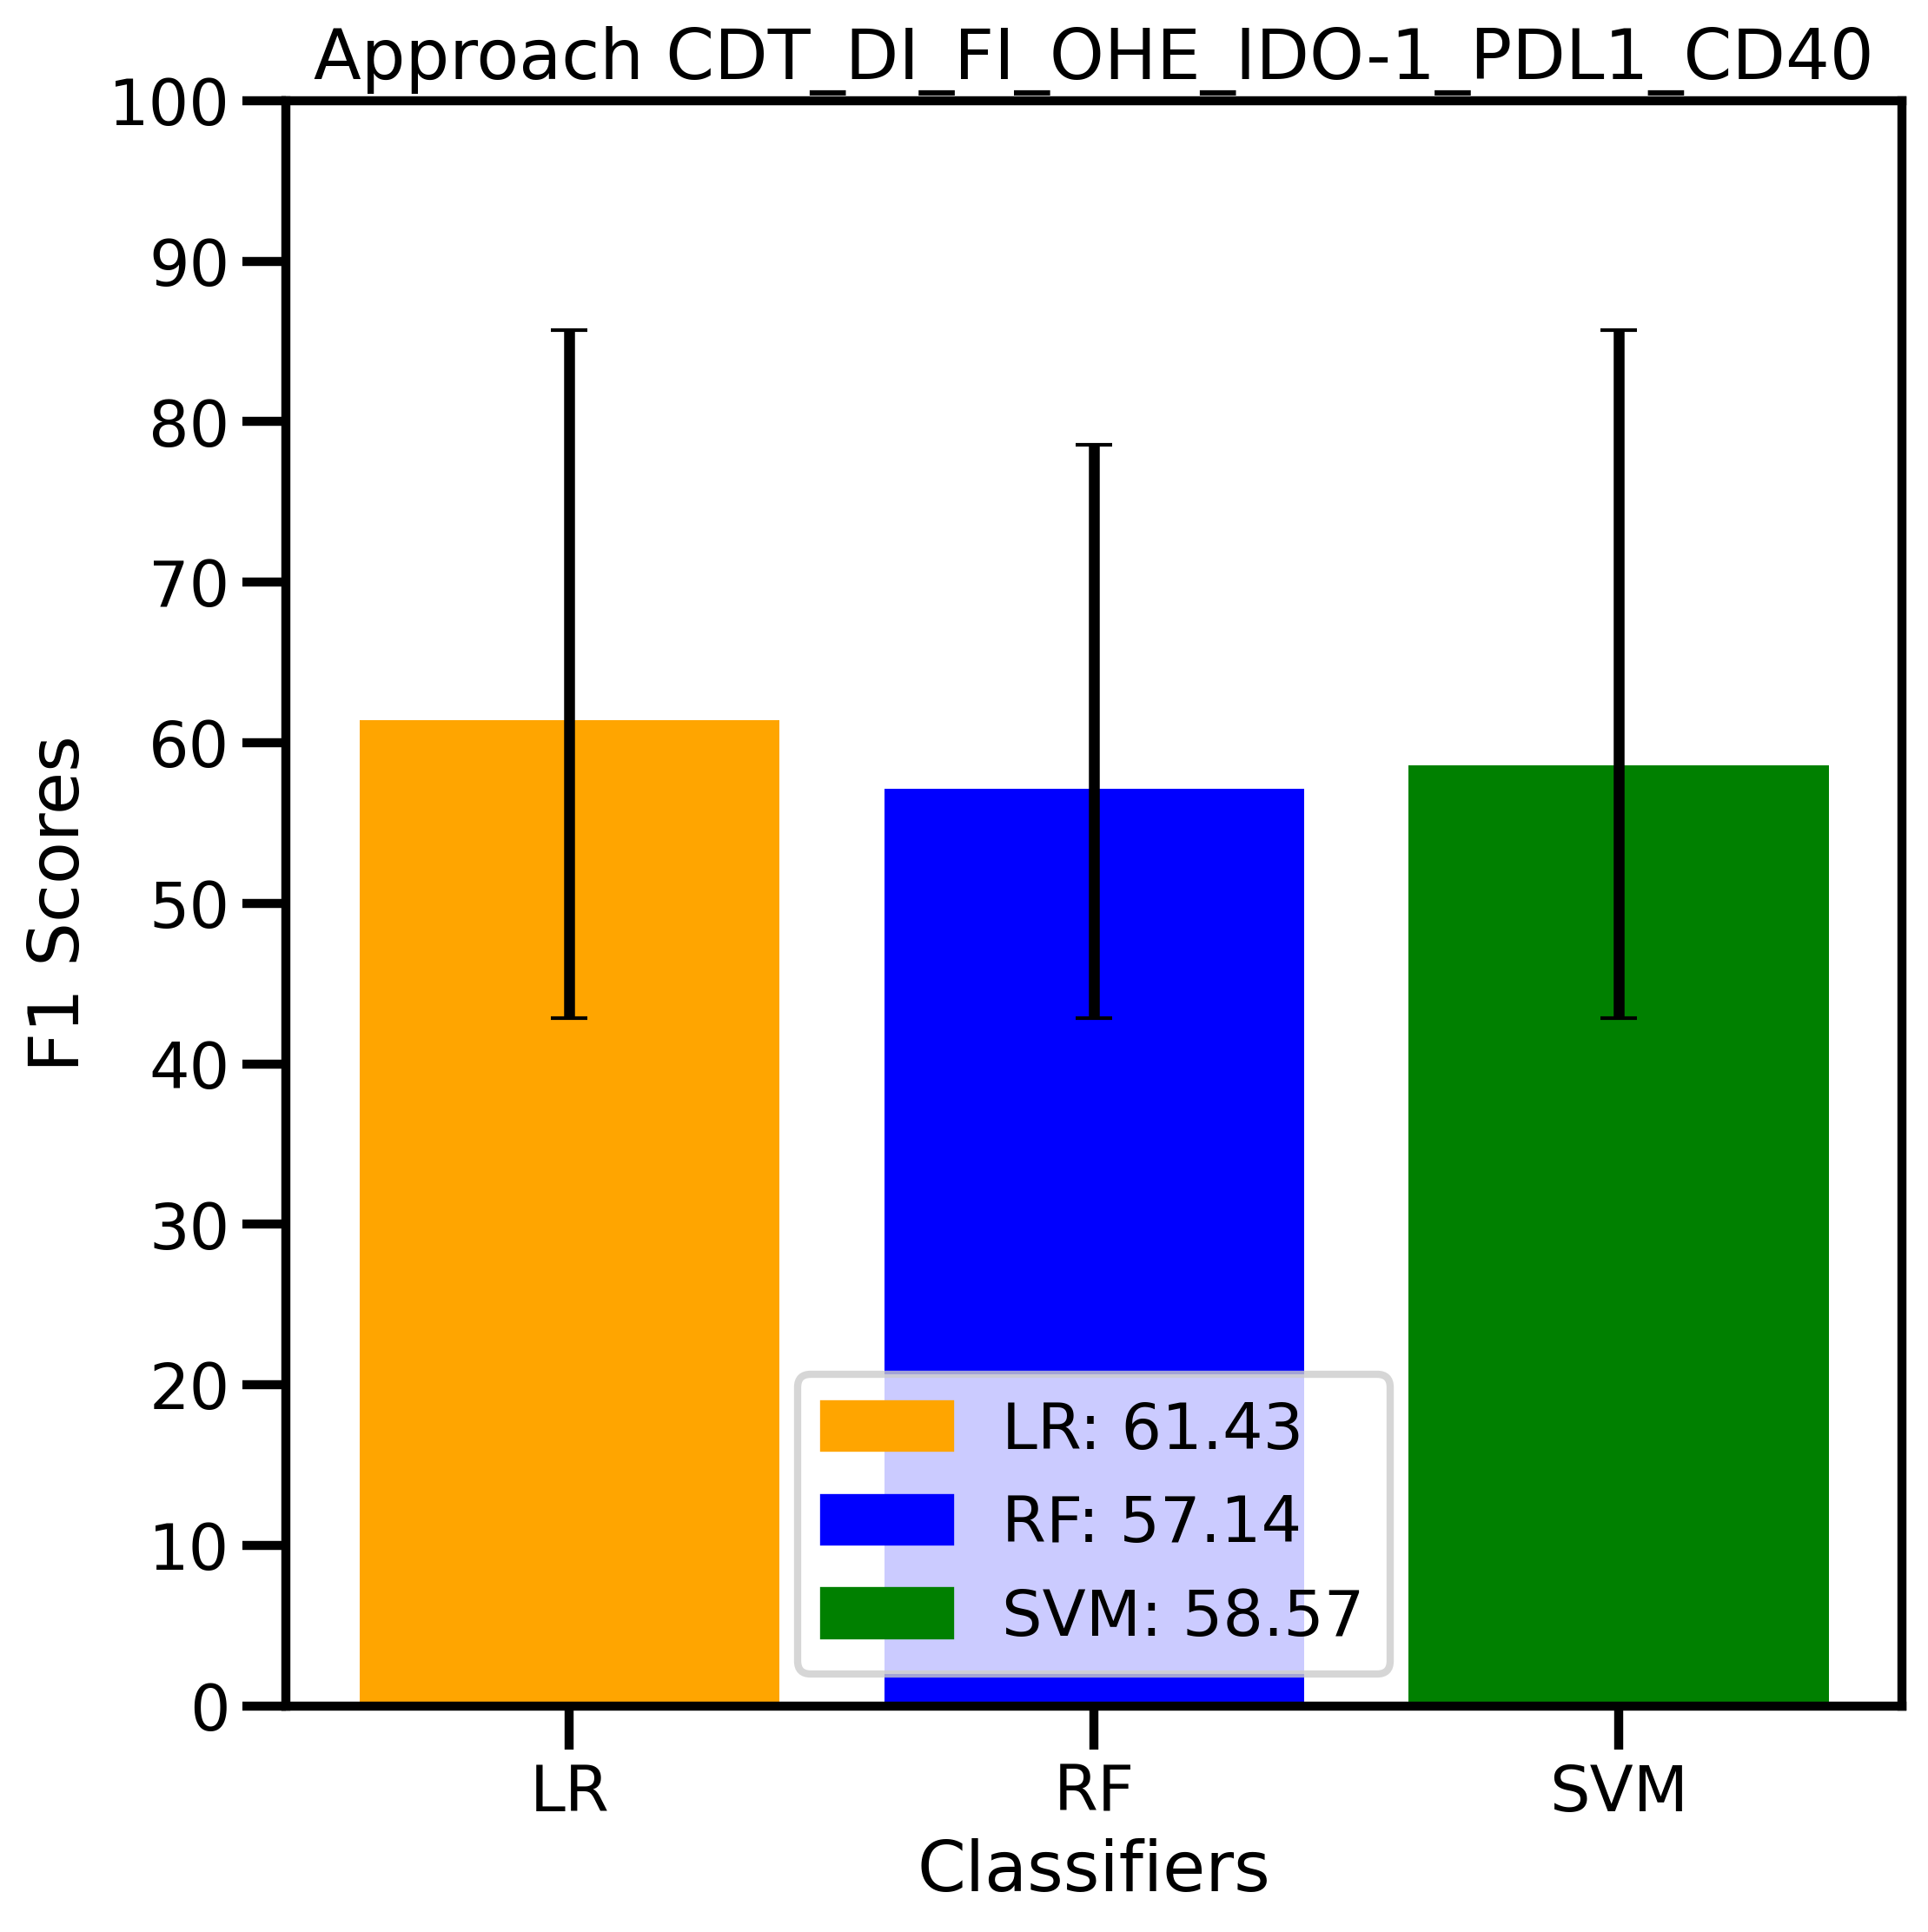 Approach CDT_DI_FI_OHE_IDO-1_PDL1_CD40
100
90
80
70
60
50
40
30
20
10
0
F1 Scores
LR: 61.43
RF: 57.14
SVM: 58.57
LR
RF
SVM
Classifiers